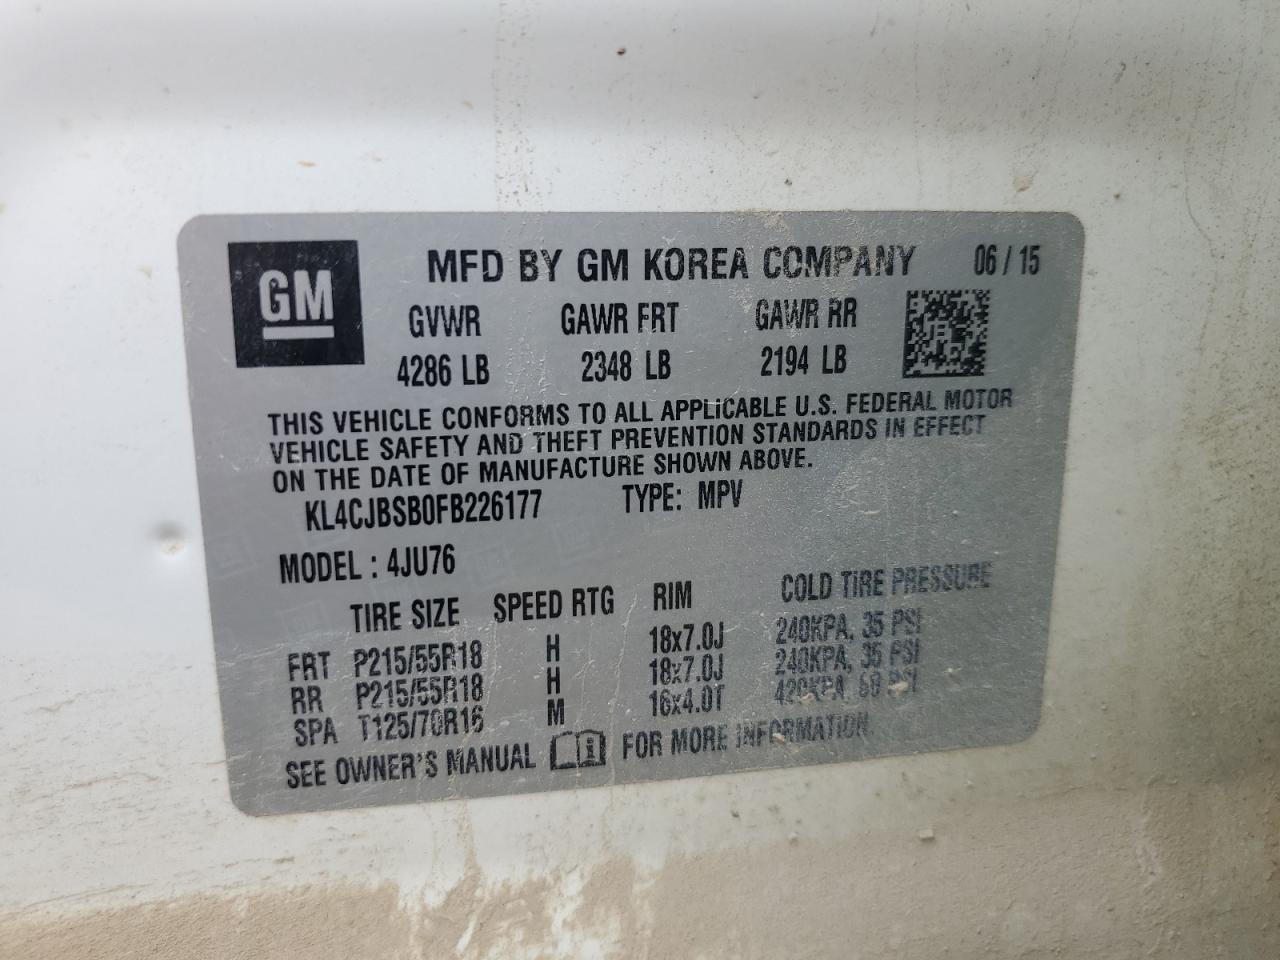 GM
MFD BY GM KOREA COMPANY 06 / 15
GVWR GAWR FRT GAWR RR
4286 LB 2348 LB 2194 LB
THIS VEHICLE CONFORMS TO ALL APPLICABLE U.S. FEDERAL MOTOR
VEHICLE SAFETY AND THEFT PREVENTION STANDARDS IN EFFECT
ON THE DATE OF MANUFACTURE SHOWN ABOVE.
KL4CJBSB0FB226177 TYPE: MPV
MODEL : 4JU76
TIRE SIZE SPEED RTG RIM COLD TIRE PRESSURE
FRT P215/55R18 H 18x7.0J 240KPA, 35 PSI
RR P215/55R18 H 18x7.0J 240KPA, 35 PSI
SPA T125/70R16 M 16x4.0T 420KPA, 60 PSI
SEE OWNER'S MANUAL FOR MORE INFORMATION.